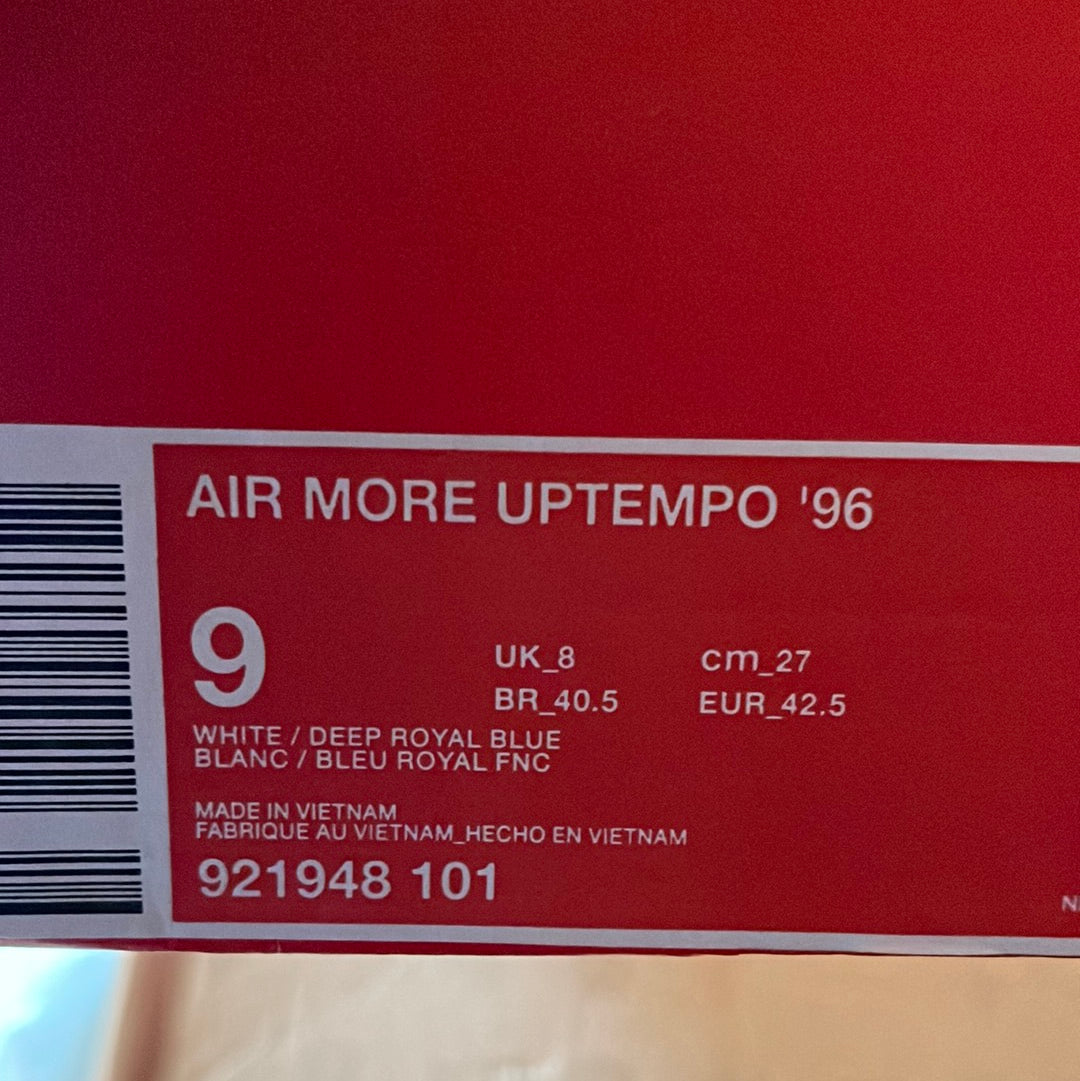 AIR MORE UPTEMPO '96
9
UK_8 cm_27
BR_40.5 EUR_42.5
WHITE / DEEP ROYAL BLUE
BLANC / BLEU ROYAL FNC
MADE IN VIETNAM
FABRIQUE AU VIETNAM_HECHO EN VIETNAM
921948 101